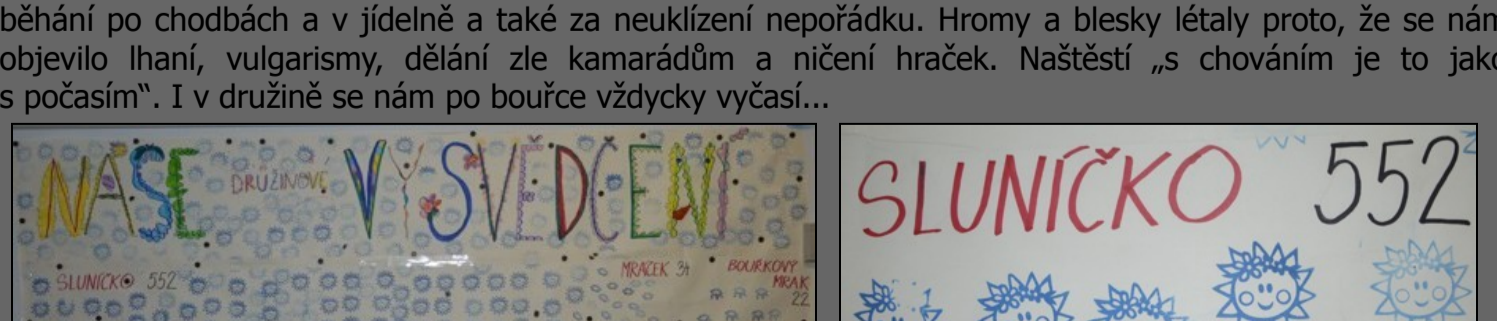 běhání po chodbách a v jídelně a také za neuklízení nepořádku. Hromy a blesky létaly proto, že se nám
objevilo lhaní, vulgarismy, dělání zle kamarádům a ničení hraček. Naštěstí „s chováním je to jako
s počasím“. I v družině se nám po bouřce vždycky vyčasí...
NAŠE DRUŽINOVÉ VYSVĚDČENÍ
SLUNÍČKO 552
MRÁČEK 34
BOUŘKOVÝ
MRAK
22
SLUNÍČKO 552